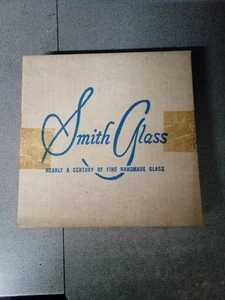 Smith Glass
NEARLY A CENTURY OF FINE HANDMADE GLASS